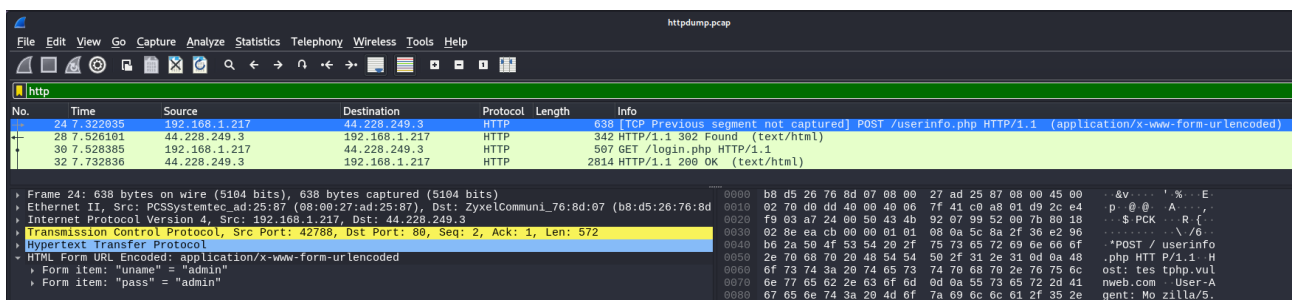 httpdump.pcap
File Edit View Go Capture Analyze Statistics Telephony Wireless Tools Help
http
No. Time Source Destination Protocol Length Info
24 7.322035 192.168.1.217 44.228.249.3 HTTP 638 [TCP Previous segment not captured] POST /userinfo.php HTTP/1.1 (application/x-www-form-urlencoded)
28 7.526101 44.228.249.3 192.168.1.217 HTTP 342 HTTP/1.1 302 Found (text/html)
30 7.528385 192.168.1.217 44.228.249.3 HTTP 507 GET /login.php HTTP/1.1
32 7.732836 44.228.249.3 192.168.1.217 HTTP 2814 HTTP/1.1 200 OK (text/html)
Frame 24: 638 bytes on wire (5104 bits), 638 bytes captured (5104 bits)
Ethernet II, Src: PCSSystemtec_ad:25:87 (08:00:27:ad:25:87), Dst: ZyxelCommuni_76:8d:07 (b8:d5:26:76:8d
Internet Protocol Version 4, Src: 192.168.1.217, Dst: 44.228.249.3
Transmission Control Protocol, Src Port: 42788, Dst Port: 80, Seq: 2, Ack: 1, Len: 572
Hypertext Transfer Protocol
HTML Form URL Encoded: application/x-www-form-urlencoded
Form item: "uname" = "admin"
Form item: "pass" = "admin"
0000 b8 d5 26 76 8d 07 08 00 27 ad 25 87 08 00 45 00 ··&v···· '·%···E·
0010 02 70 d0 dd 40 00 40 06 7f 41 c0 a8 01 d9 2c e4 ·p··@·@· ·A····,·
0020 f9 03 a7 24 00 50 43 4b 92 07 99 52 00 7b 80 18 ···$·PCK ···R·{··
0030 02 8e ea cb 00 00 01 01 08 0a 5c 8a 2f 36 e2 96 ········ ··\·/6··
0040 b6 2a 50 4f 53 54 20 2f 75 73 65 72 69 6e 66 6f ·*POST / userinfo
0050 2e 70 68 70 20 48 54 54 50 2f 31 2e 31 0d 0a 48 .php HTT P/1.1··H
0060 6f 73 74 3a 20 74 65 73 74 70 68 70 2e 76 75 6c ost: tes tphp.vul
0070 6e 77 65 62 2e 63 6f 6d 0d 0a 55 73 65 72 2d 41 nweb.com ··User-A
0080 67 65 6e 74 3a 20 4d 6f 7a 69 6c 6c 61 2f 35 2e gent: Mo zilla/5.